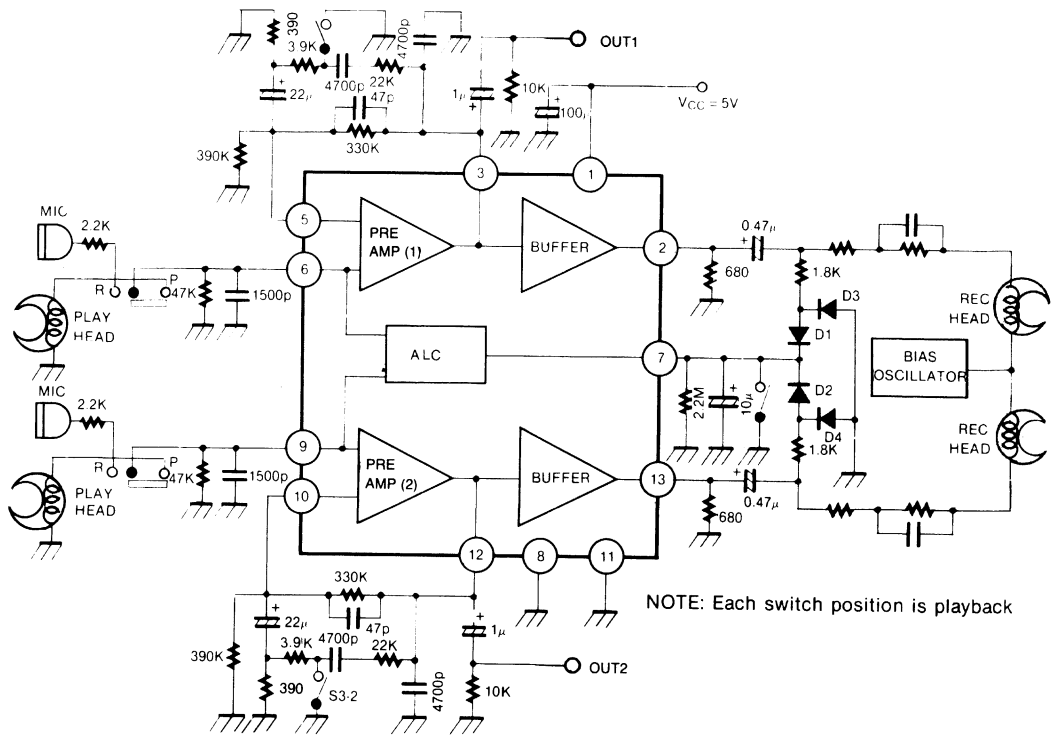 390
3.9K
4700p
22K
4700p
22μ
47p
330K
390K
1μ
10K
OUT1
100μ
VCC = 5V
3
1
5
6
PRE
AMP (1)
BUFFER
2
MIC
2.2K
R
P
47K
1500p
PLAY
HEAD
ALC
7
0.47μ
680
1.8K
D3
D1
D2
D4
1.8K
2.2M
10μ
REC
HEAD
BIAS
OSCILLATOR
REC
HEAD
MIC
2.2K
R
P
47K
1500p
PLAY
HEAD
9
10
PRE
AMP (2)
BUFFER
13
0.47μ
680
12
8
11
NOTE: Each switch position is playback
330K
47p
22μ
4700p
3.9K
22K
390K
390
S3-2
4700p
1μ
10K
OUT2